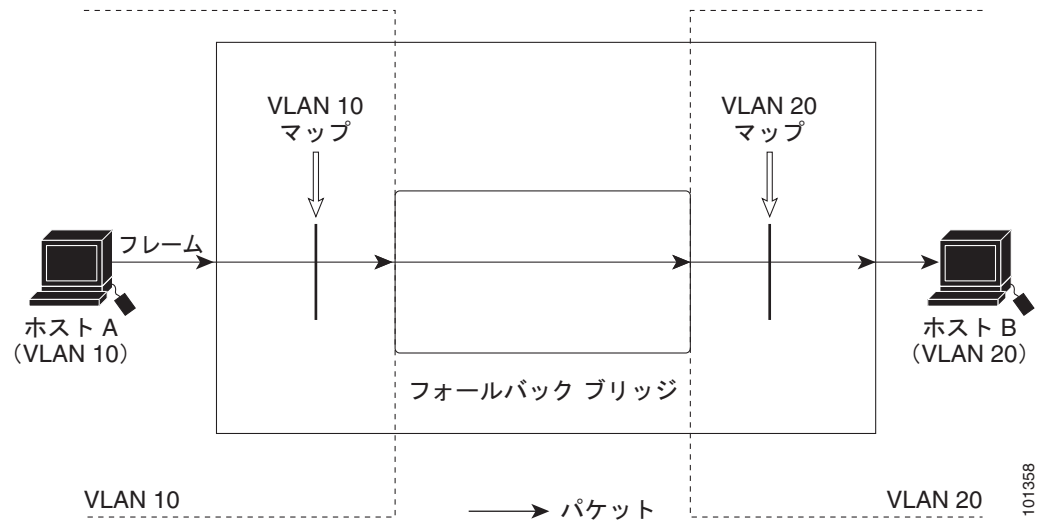 VLAN 10
マップ
VLAN 20
マップ
フレーム
ホスト A
(VLAN 10)
ホスト B
(VLAN 20)
フォールバック ブリッジ
VLAN 10
パケット
VLAN 20
101358